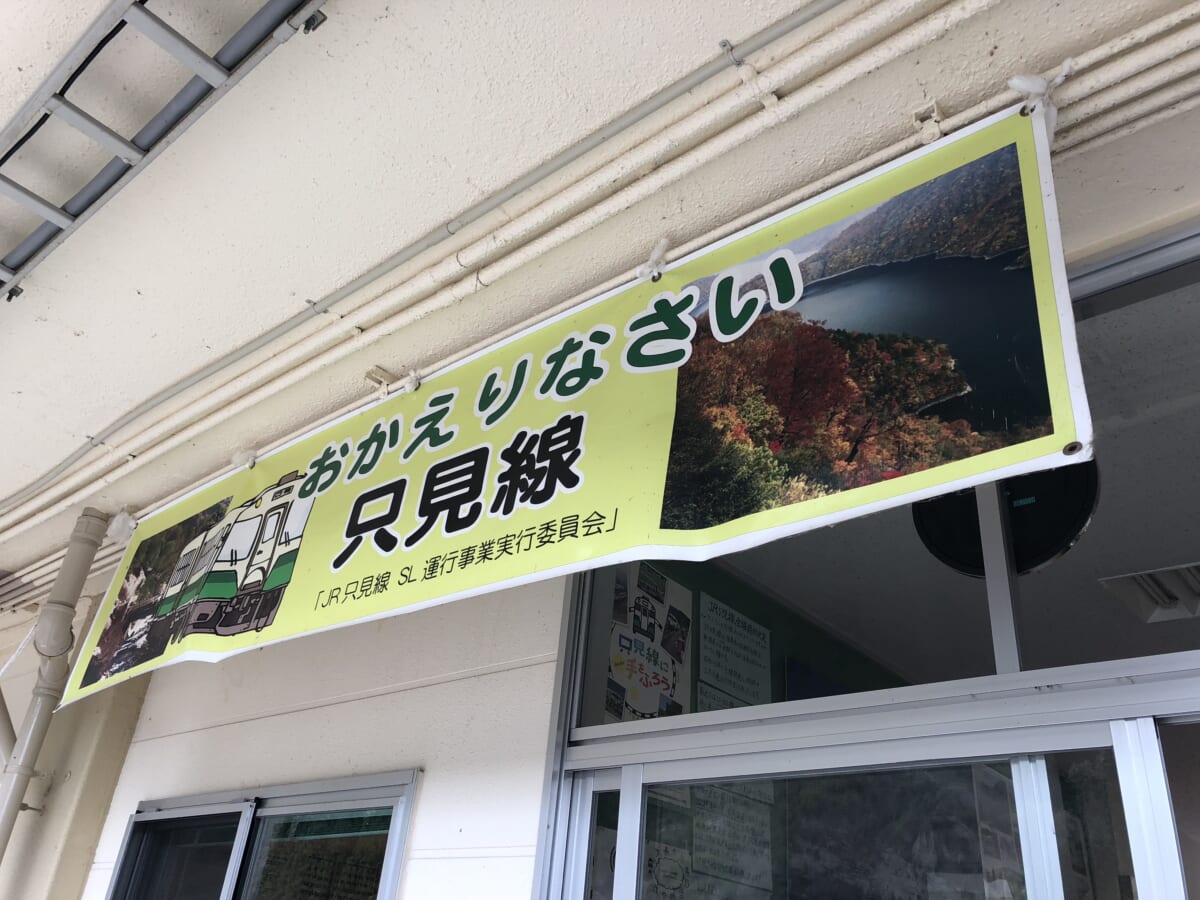 おかえりなさい
只見線
「JR只見線 SL運行事業実行委員会」
只見線に
手をふろう